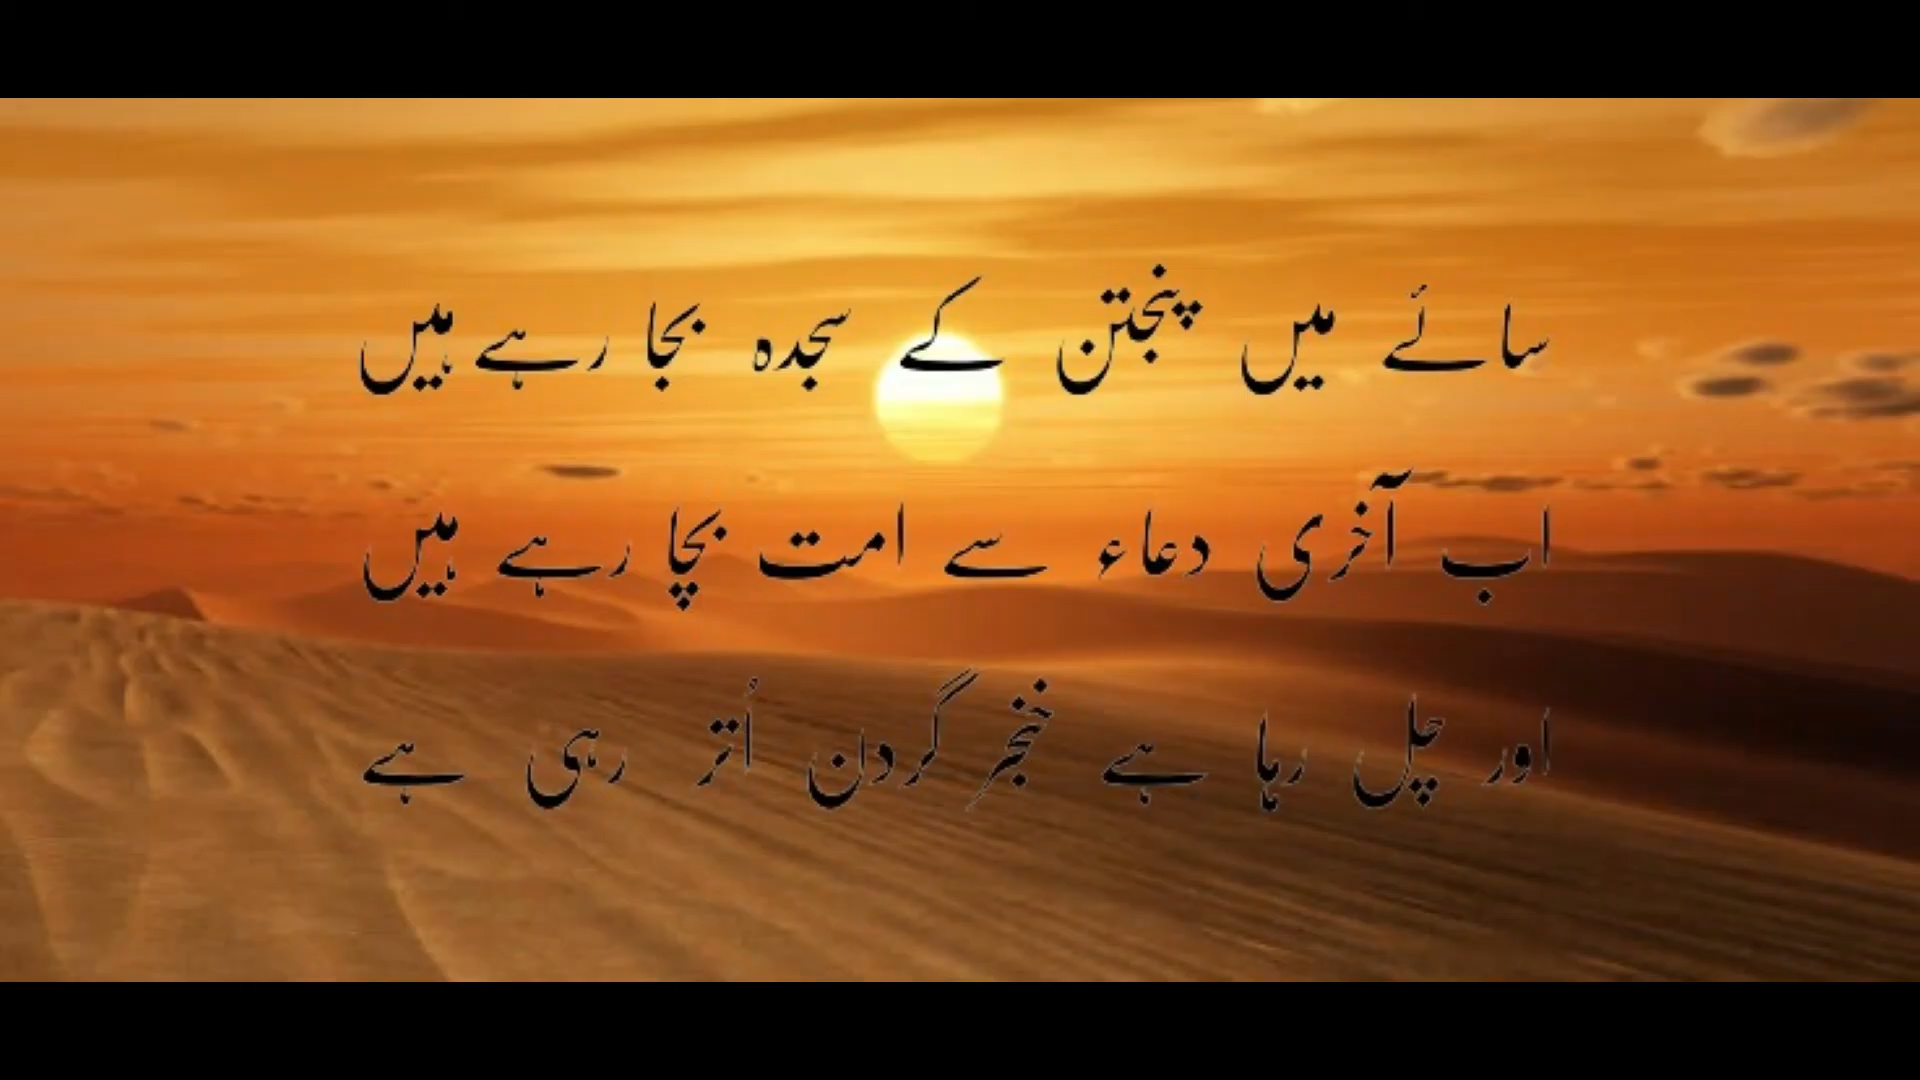 سائے میں پنجتن کے سجدہ بجا رہے ہیں
اب آخری دعاء سے امت بچا رہے ہیں
اور چل رہا ہے خنجر گردن اُتر رہی ہے